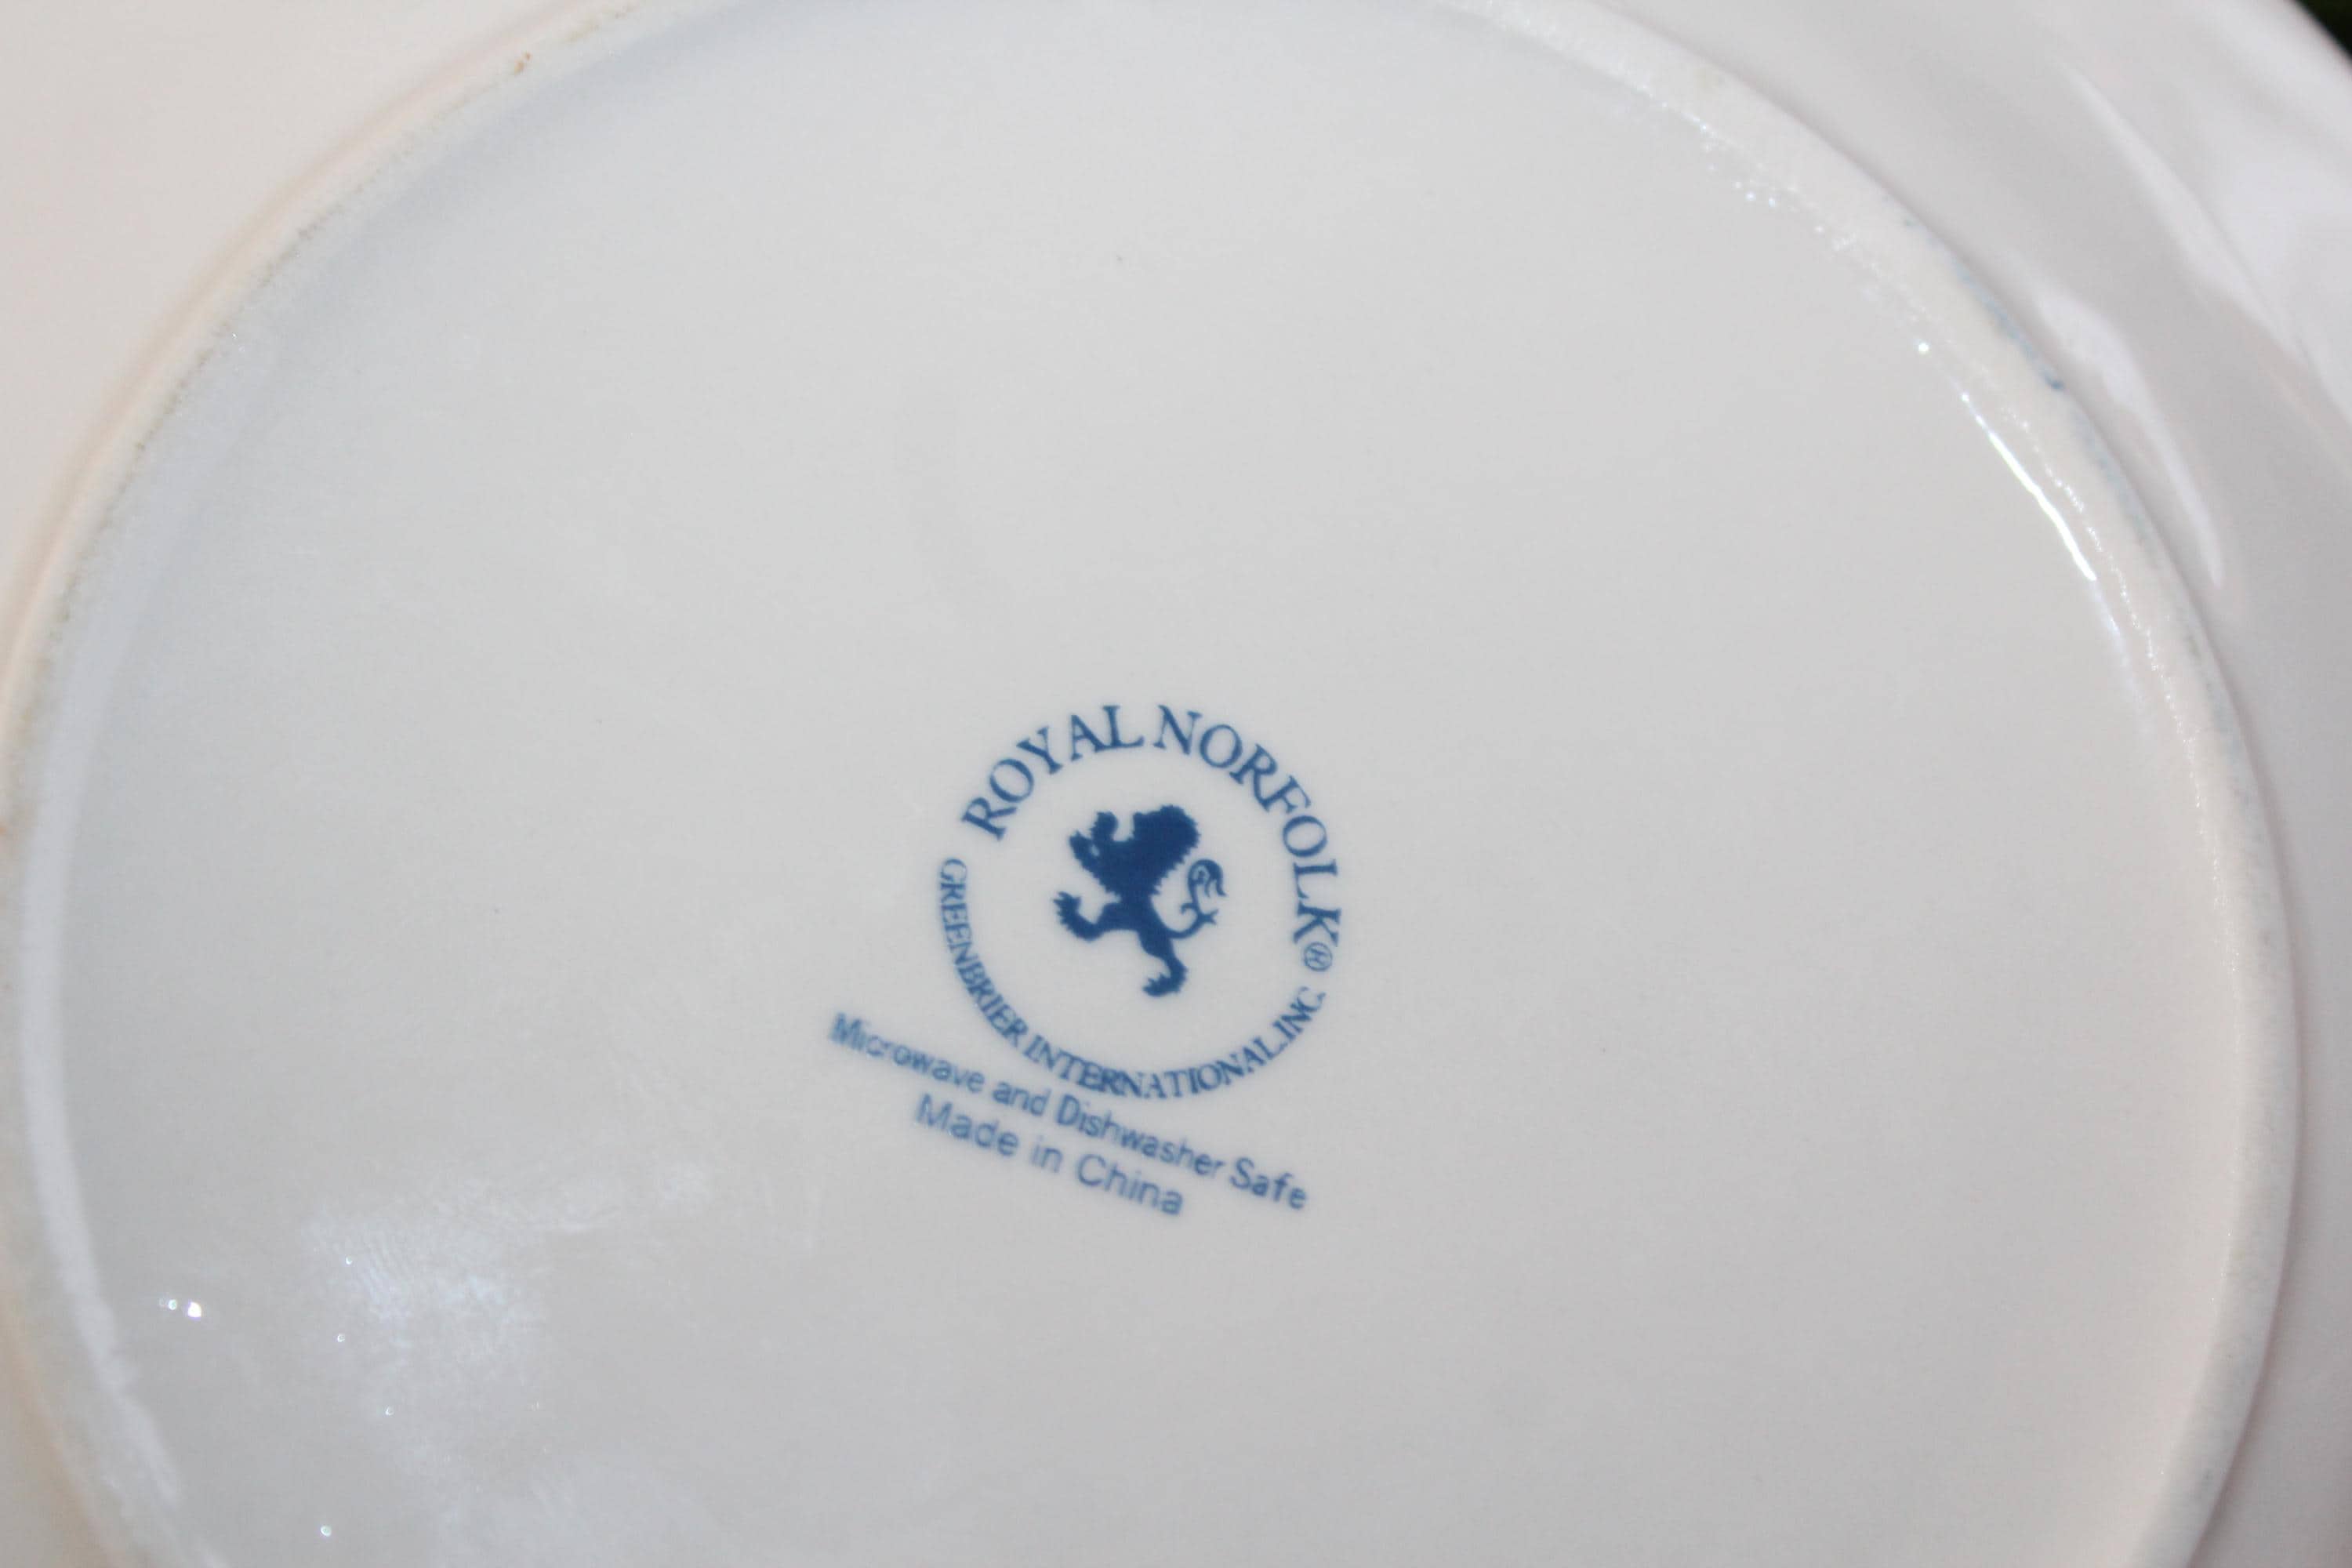 ROYAL NORFOLK®
GREENBRIER INTERNATIONAL, INC.
Microwave and Dishwasher Safe
Made in China